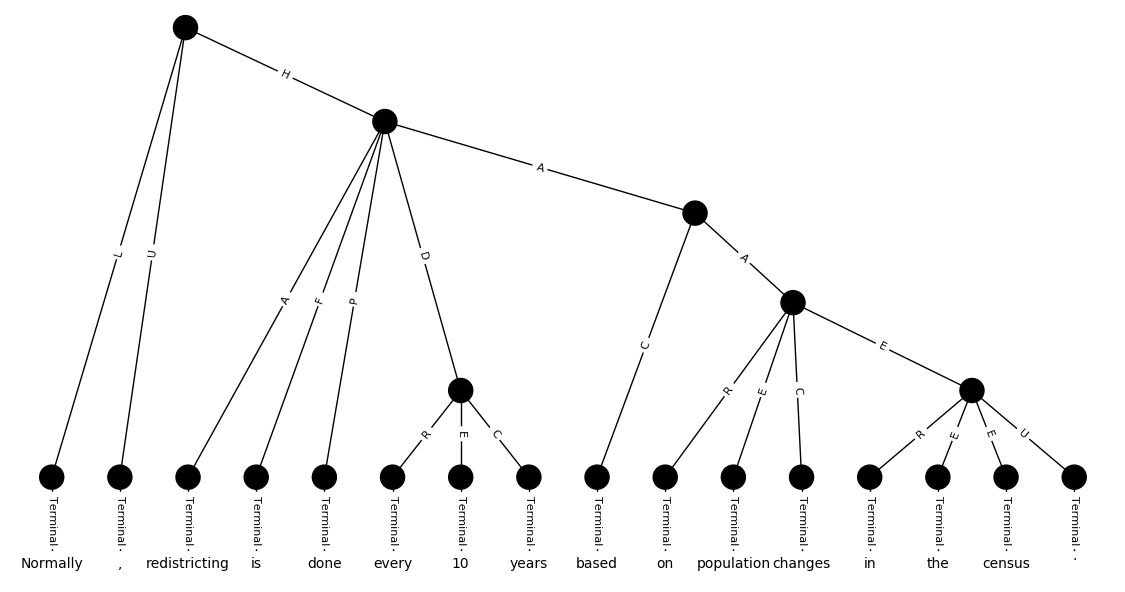 H
A
L
U
D
A
A
F
P
C
E
R
E
C
R
E
C
R
E
E
U
Terminal Terminal Terminal Terminal Terminal Terminal Terminal Terminal Terminal Terminal Terminal Terminal Terminal Terminal Terminal Terminal
Normally , redistricting is done every 10 years based on population changes in the census .